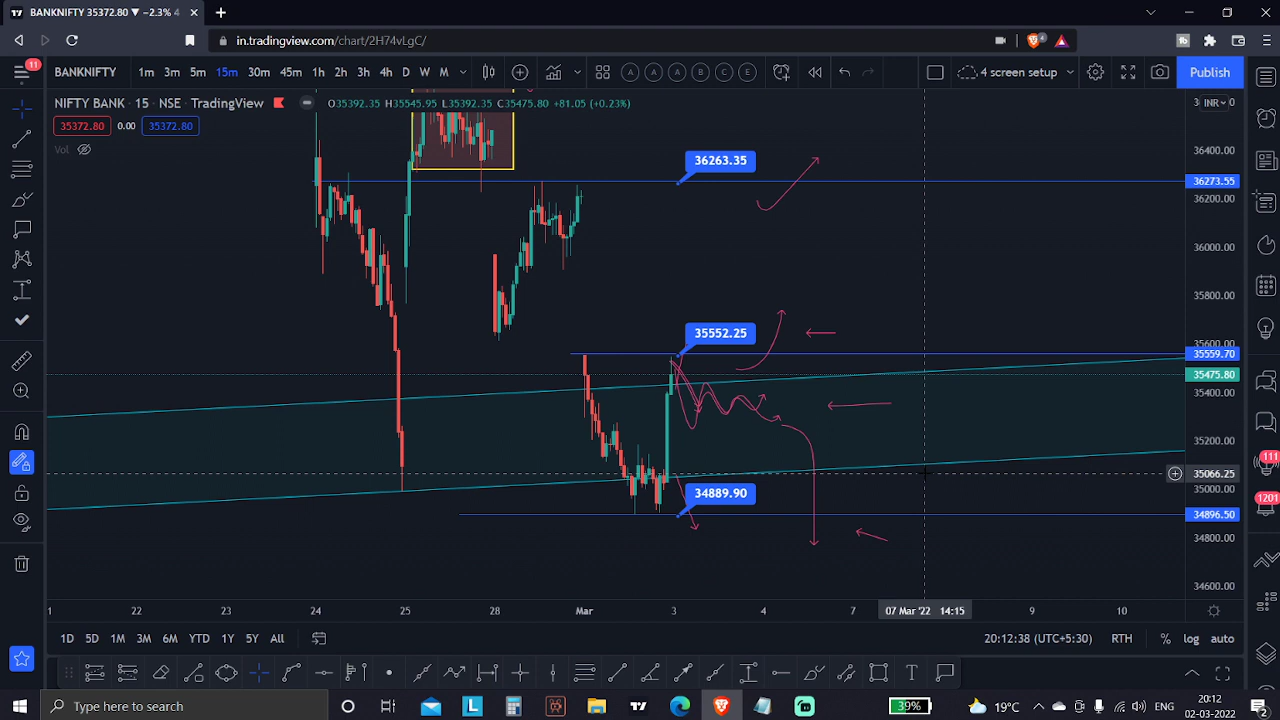 BANKNIFTY 35372.80 ▼ −2.3% 4
in.tradingview.com/chart/2H74vLgC/
11
BANKNIFTY 1m 3m 5m 15m 30m 45m 1h 2h 3h 4h D W M
A A A B C E
4 screen setup
Publish
NIFTY BANK · 15 · NSE · TradingView
O35392.35 H35545.95 L35392.35 C35475.80 +81.05 (+0.23%)
INR
35372.80 0.00 35372.80
Vol
36400.00
36263.35
36273.55
36200.00
36000.00
35800.00
35600.00
35552.25
35559.70
35475.80
35400.00
35200.00
35066.25
35000.00
34889.90
34896.50
34800.00
34600.00
111
1201
22 23 24 25 28 Mar 3 4 7 07 Mar '22 14:15 9 10
1D 5D 1M 3M 6M YTD 1Y 5Y All
20:12:38 (UTC+5:30) RTH % log auto
Type here to search
39%
19°C
ENG
20:12
02-03-2022
2